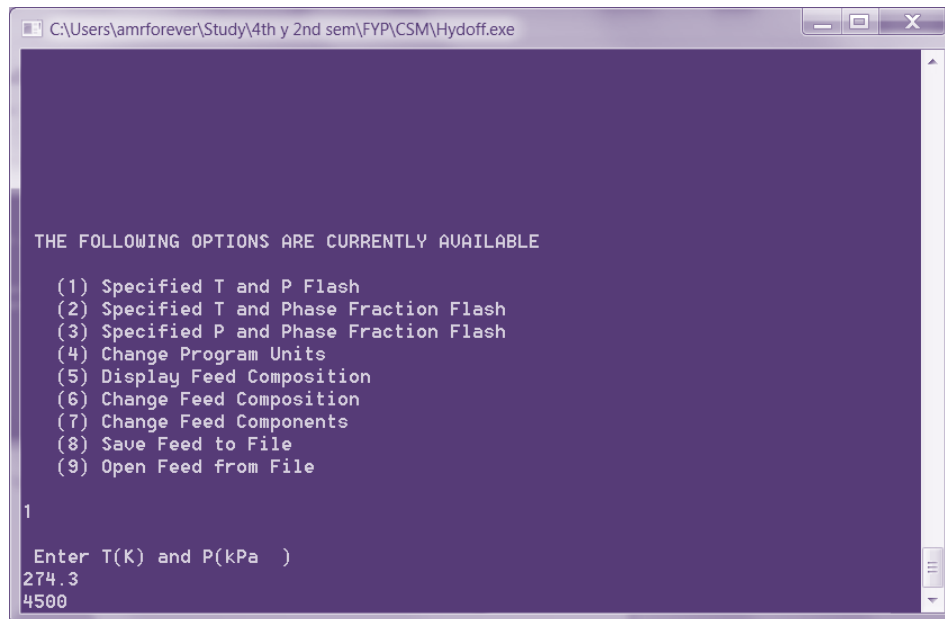 C:\Users\amrforever\Study\4th y 2nd sem\FYP\CSM\Hydoff.exe
THE FOLLOWING OPTIONS ARE CURRENTLY AVAILABLE
(1) Specified T and P Flash
(2) Specified T and Phase Fraction Flash
(3) Specified P and Phase Fraction Flash
(4) Change Program Units
(5) Display Feed Composition
(6) Change Feed Composition
(7) Change Feed Components
(8) Save Feed to File
(9) Open Feed from File
1
Enter T(K) and P(kPa  )
274.3
4500